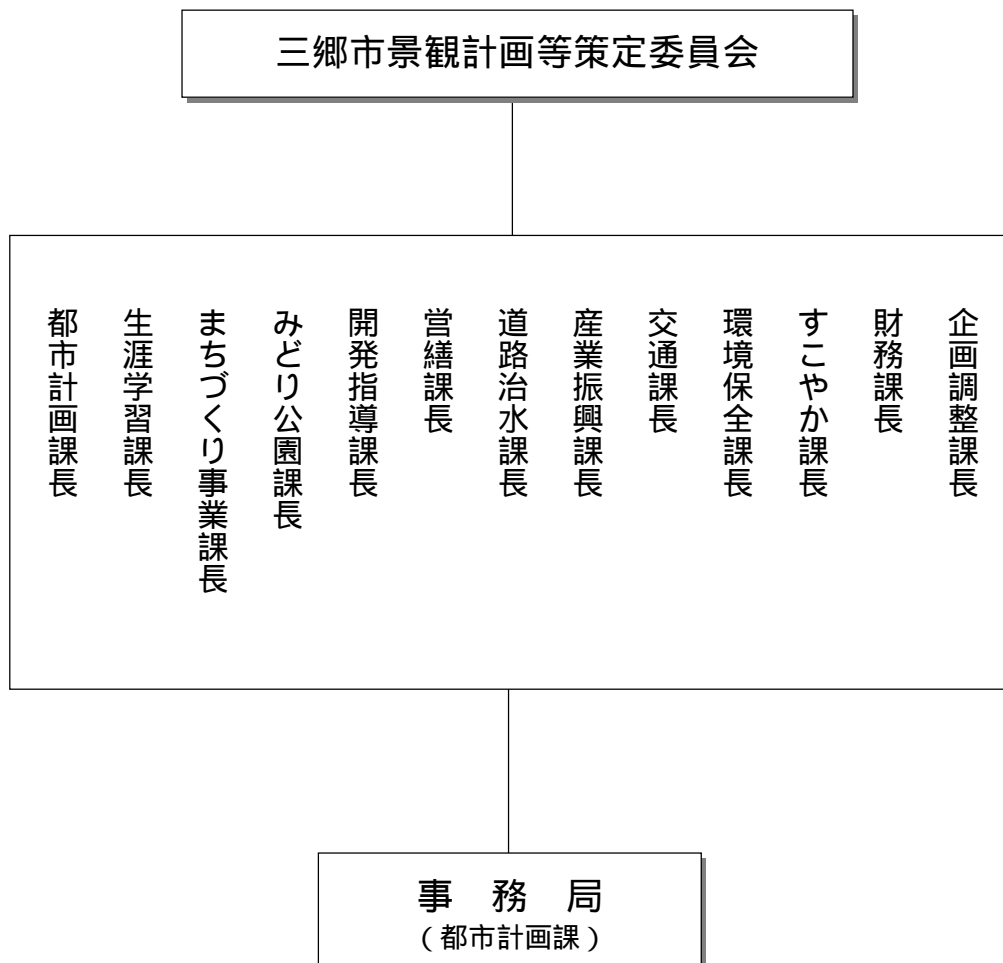 三郷市景観計画等策定委員会
企画調整課長
財務課長
すこやか課長
環境保全課長
交通課長
産業振興課長
道路治水課長
営繕課長
開発指導課長
みどり公園課長
まちづくり事業課長
生涯学習課長
都市計画課長
事 務 局
(都市計画課)